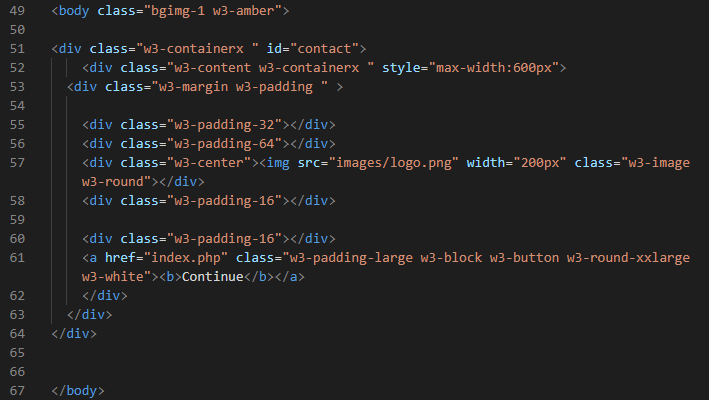 49 <body class="bgimg-1 w3-amber">
50
51 <div class="w3-containerx " id="contact">
52     <div class="w3-content w3-containerx " style="max-width:600px">
53   <div class="w3-margin w3-padding " >
54
55     <div class="w3-padding-32"></div>
56     <div class="w3-padding-64"></div>
57     <div class="w3-center"><img src="images/logo.png" width="200px" class="w3-image
w3-round"></div>
58     <div class="w3-padding-16"></div>
59
60     <div class="w3-padding-16"></div>
61     <a href="index.php" class="w3-padding-large w3-block w3-button w3-round-xxlarge
w3-white"><b>Continue</b></a>
62     </div>
63   </div>
64 </div>
65
66
67 </body>